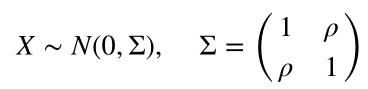 X ∼ N(0, Σ), Σ = (1 ρ
ρ 1)